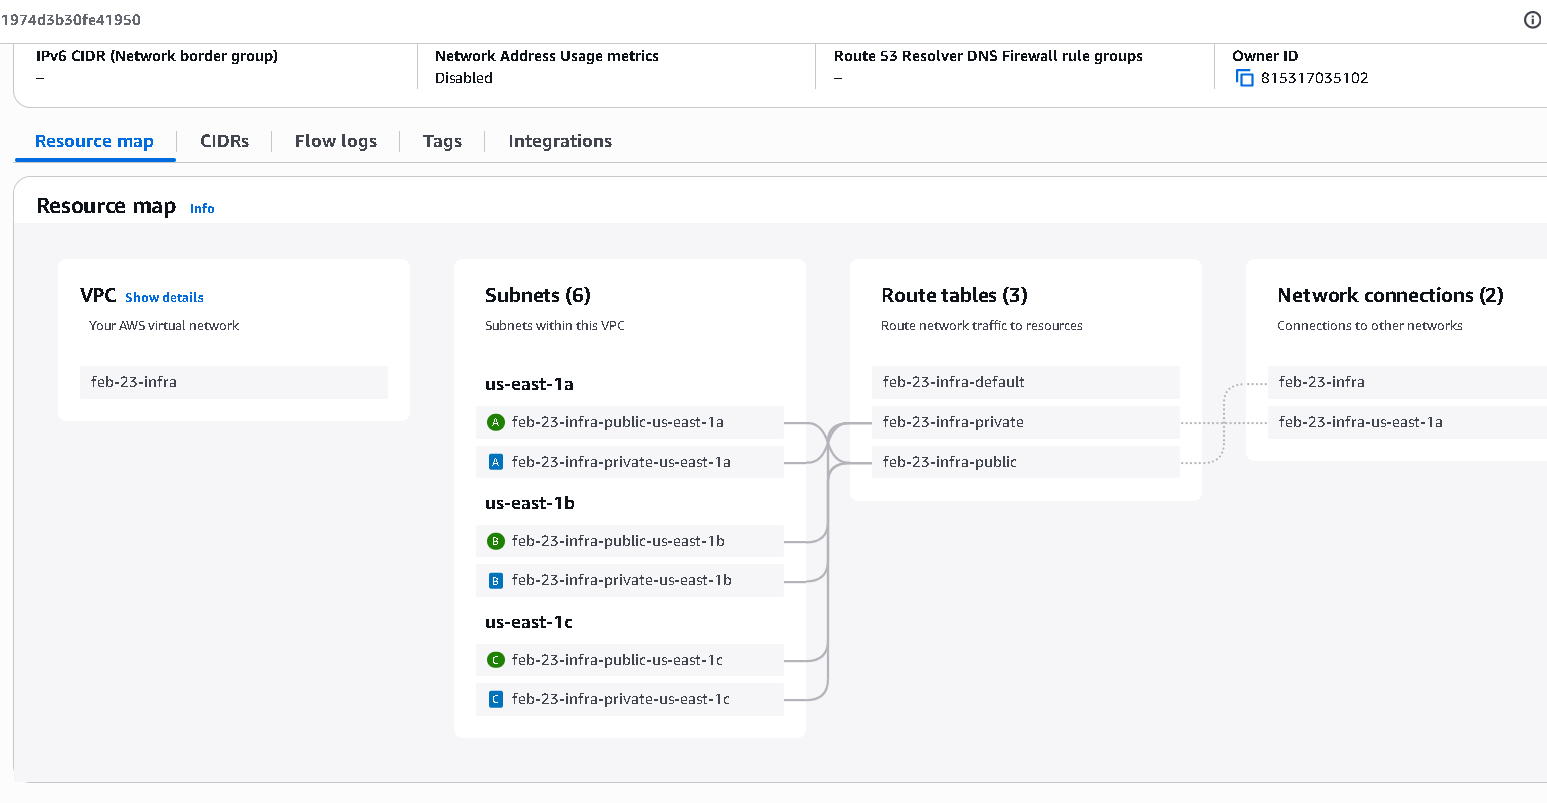 1974d3b30fe41950
IPv6 CIDR (Network border group)
–
Network Address Usage metrics
Disabled
Route 53 Resolver DNS Firewall rule groups
–
Owner ID
815317035102
Resource map
CIDRs
Flow logs
Tags
Integrations
Resource map Info
VPC Show details
Your AWS virtual network
feb-23-infra
Subnets (6)
Subnets within this VPC
us-east-1a
A feb-23-infra-public-us-east-1a
A feb-23-infra-private-us-east-1a
us-east-1b
B feb-23-infra-public-us-east-1b
B feb-23-infra-private-us-east-1b
us-east-1c
C feb-23-infra-public-us-east-1c
C feb-23-infra-private-us-east-1c
Route tables (3)
Route network traffic to resources
feb-23-infra-default
feb-23-infra-private
feb-23-infra-public
Network connections (2)
Connections to other networks
feb-23-infra
feb-23-infra-us-east-1a